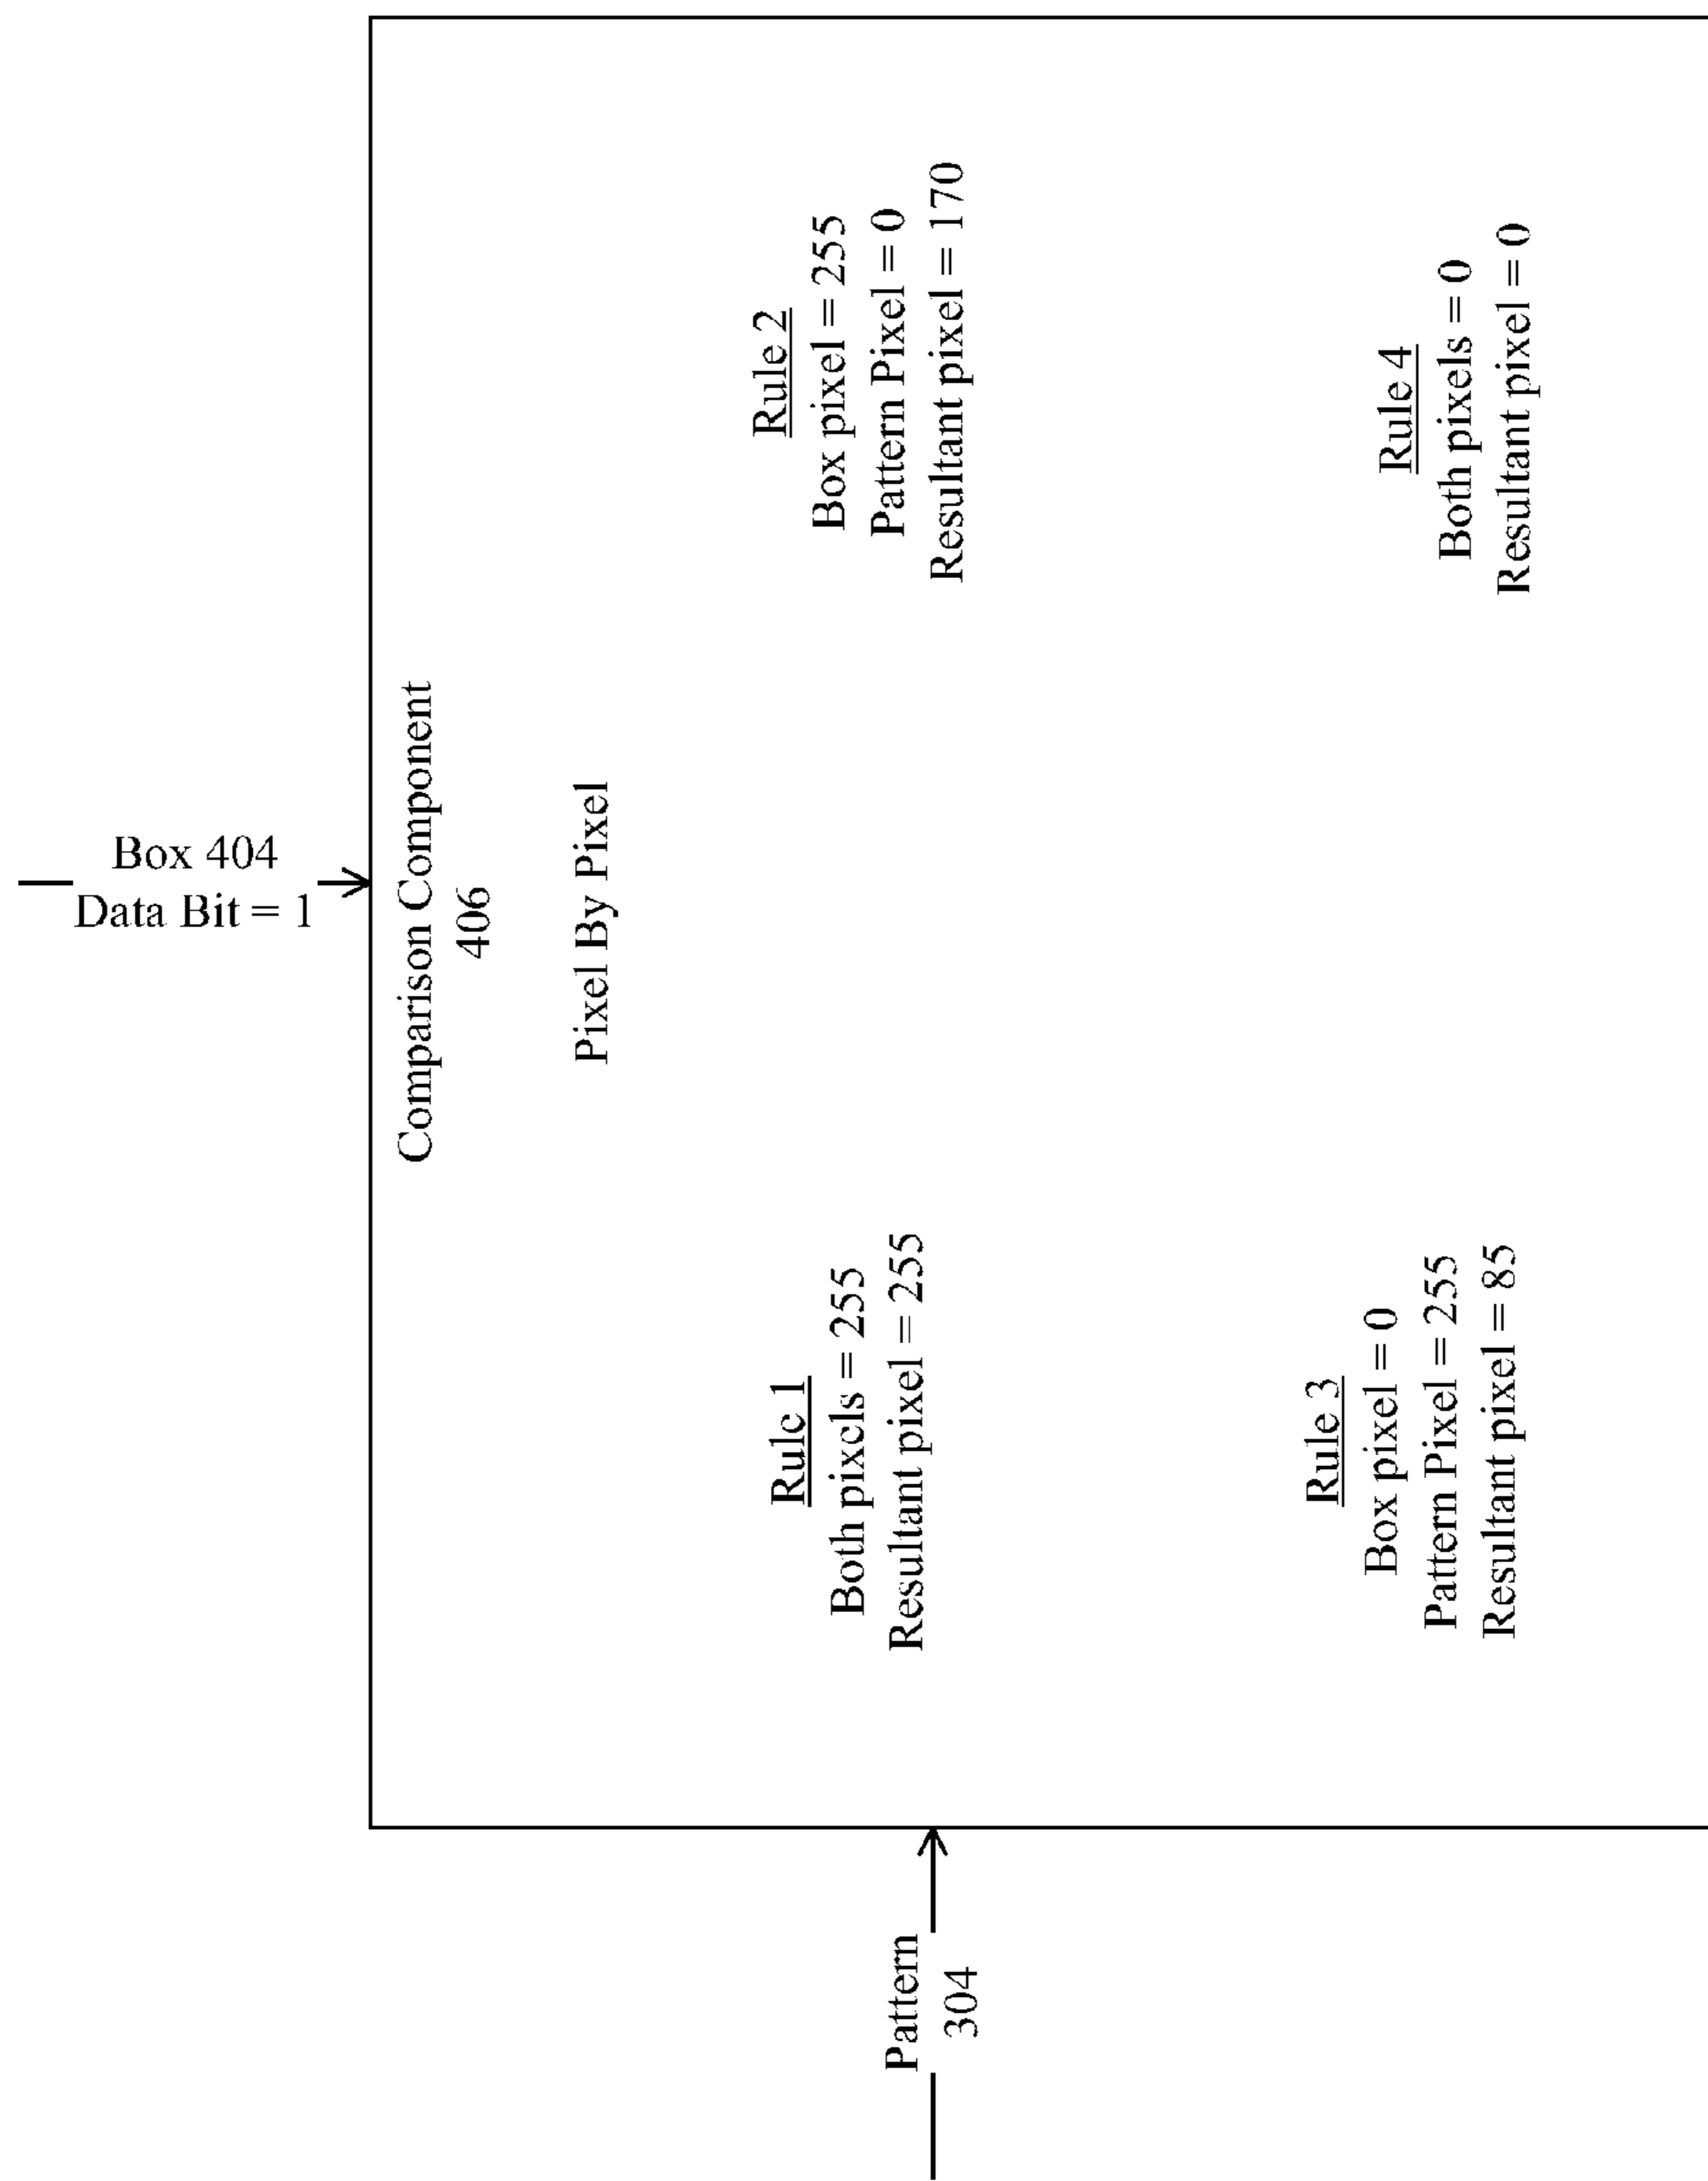 Box 404
Data Bit = 1
Comparison Component
406
Pixel By Pixel
Rule 1
Both pixels = 255
Resultant pixel = 255
Rule 2
Box pixel = 255
Pattern Pixel = 0
Resultant pixel = 170
Rule 3
Box pixel = 0
Pattern Pixel = 255
Resultant pixel = 85
Rule 4
Both pixels = 0
Resultant pixel = 0
Pattern
304